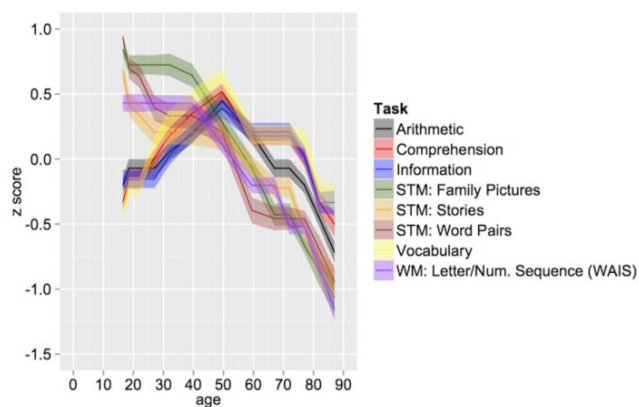 1.0
0.5
0.0
-0.5
-1.0
-1.5
z score
0 10 20 30 40 50 60 70 80 90
age
Task
Arithmetic
Comprehension
Information
STM: Family Pictures
STM: Stories
STM: Word Pairs
Vocabulary
WM: Letter/Num. Sequence (WAIS)